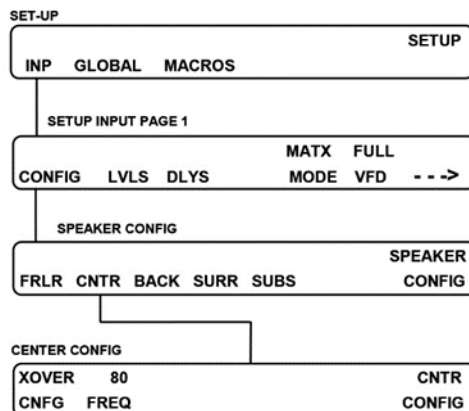 SET-UP
SETUP
INP GLOBAL MACROS
SETUP INPUT PAGE 1
MATX FULL
CONFIG LVLS DLYS MODE VFD - - ->
SPEAKER CONFIG
SPEAKER
FRLR CNTR BACK SURR SUBS CONFIG
CENTER CONFIG
XOVER 80 CNTR
CNFG FREQ CONFIG